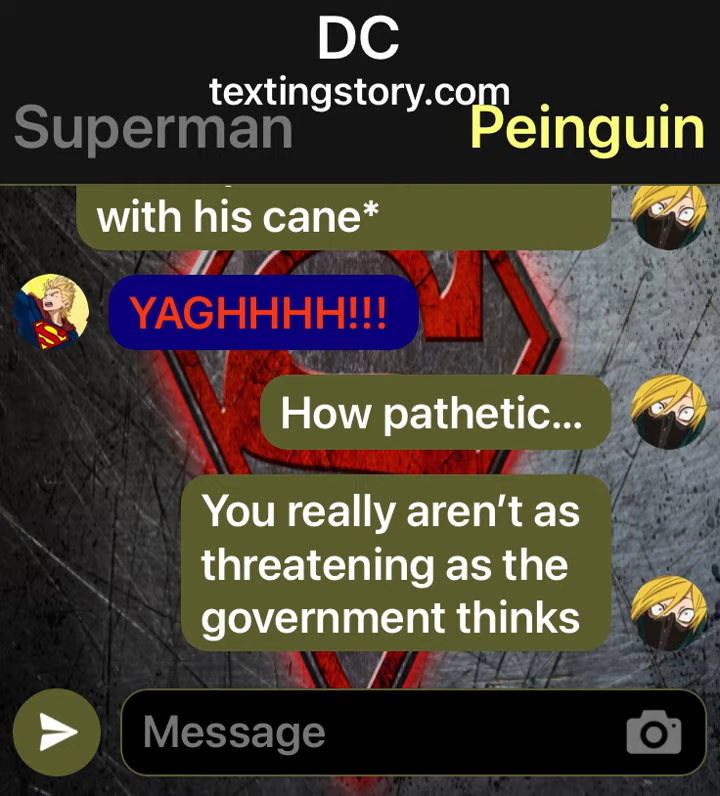 DC
textingstory.com
Superman
Peinguin
with his cane*
YAGHHHH!!!
How pathetic...
You really aren't as
threatening as the
government thinks
Message